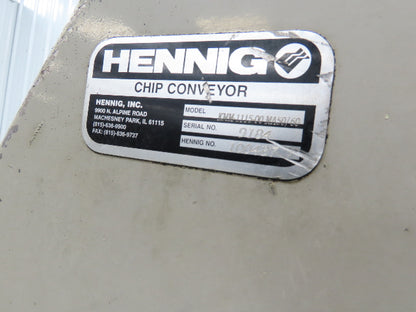 HENNIG
CHIP CONVEYOR
HENNIG, INC.
9900 N. ALPINE ROAD
MACHESNEY PARK, IL 61115
(815)-636-9900
FAX: (815)-636-9737
MODEL
SERIAL NO.
HENNIG NO.